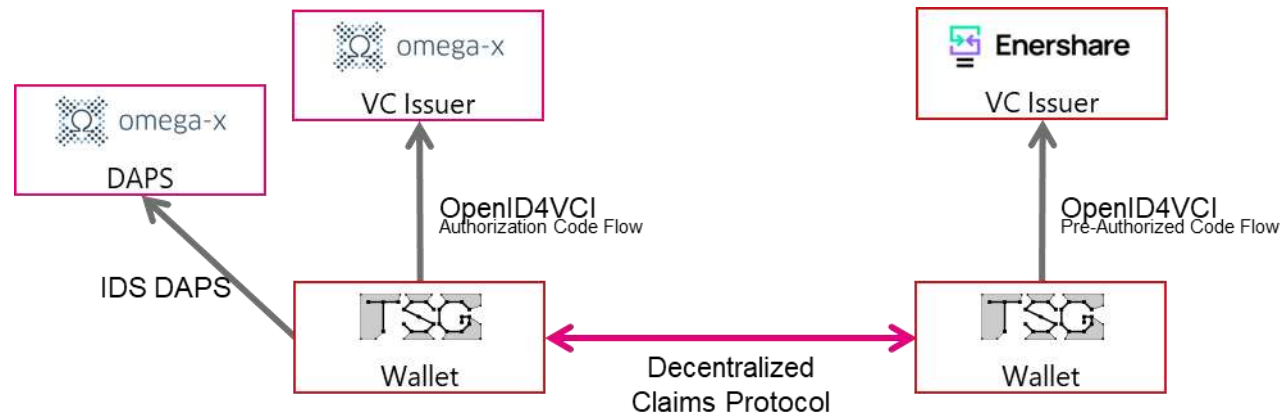 omega-x
VC Issuer
Enershare
VC Issuer
omega-x
DAPS
OpenID4VCI
Authorization Code Flow
OpenID4VCI
Pre-Authorized Code Flow
IDS DAPS
TSG
Wallet
Decentralized
Claims Protocol
TSG
Wallet